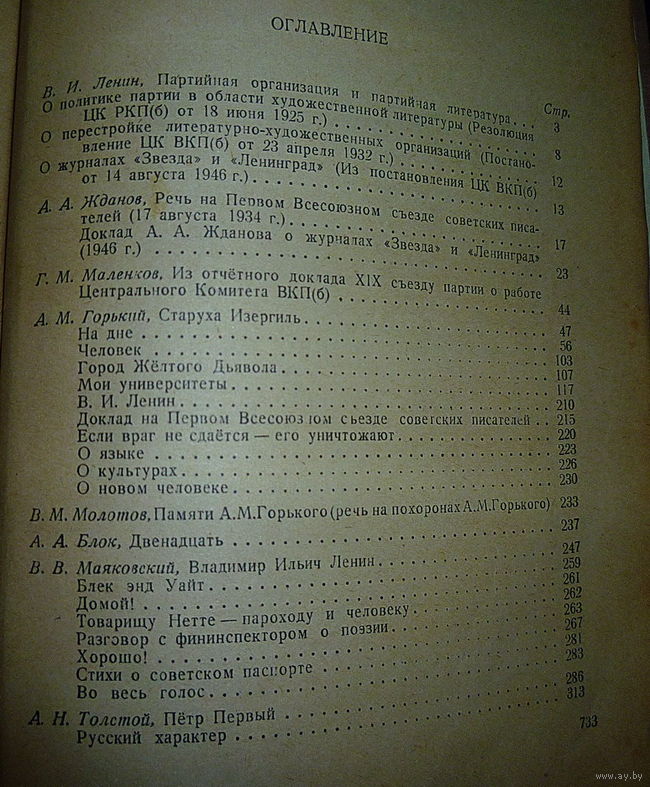 ОГЛАВЛЕНИЕ
Стр.
В. И. Ленин, Партийная организация и партийная литература . . . 3
О политике партии в области художественной литературы (Резолюция
ЦК РКП(б) от 18 июня 1925 г.) . . . 8
О перестройке литературно-художественных организаций (Постано-
вление ЦК ВКП(б) от 23 апреля 1932 г.) . . . 12
О журналах «Звезда» и «Ленинград» (Из постановления ЦК ВКП(б)
от 14 августа 1946 г.) . . . 13
А. А. Жданов, Речь на Первом Всесоюзном съезде советских писа-
телей (17 августа 1934 г.) . . . 17
Доклад А. А. Жданова о журналах «Звезда» и «Ленинград»
(1946 г.) . . . 23
Г. М. Маленков, Из отчётного доклада XIX съезду партии о работе
Центрального Комитета ВКП(б) . . . 44
А. М. Горький, Старуха Изергиль . . . 47
На дне . . . 56
Человек . . . 103
Город Жёлтого Дьявола . . . 107
Мои университеты . . . 117
В. И. Ленин . . . 210
Доклад на Первом Всесоюзном съезде советских писателей . . 215
Если враг не сдаётся — его уничтожают . . . 220
О языке . . . 223
О культурах . . . 226
О новом человеке . . . 230
В. М. Молотов, Памяти А. М. Горького (речь на похоронах А. М. Горького) 233
А. А. Блок, Двенадцать . . . 237
В. В. Маяковский, Владимир Ильич Ленин . . . 247
Блек энд Уайт . . . 259
Домой! . . . 261
Товарищу Нетте — пароходу и человеку . . . 262
Разговор с фининспектором о поэзии . . . 263
Хорошо! . . . 267
Стихи о советском паспорте . . . 281
Во весь голос . . . 283
А. Н. Толстой, Пётр Первый . . . 286
Русский характер . . . 313
733
www.ay.by